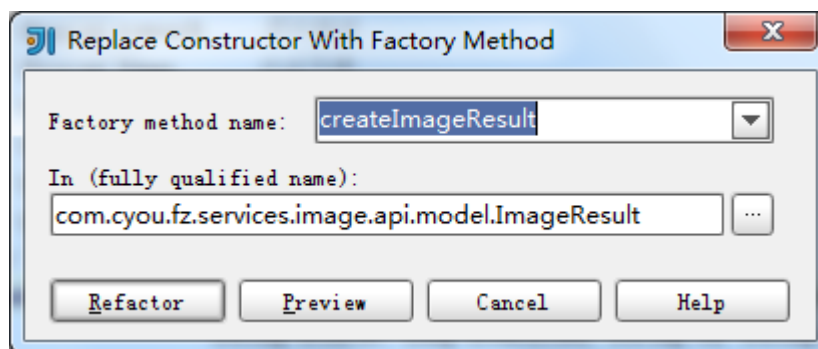 Replace Constructor With Factory Method
Factory method name: createImageResult
In (fully qualified name):
com.cyou.fz.services.image.api.model.ImageResult ...
Refactor Preview Cancel Help